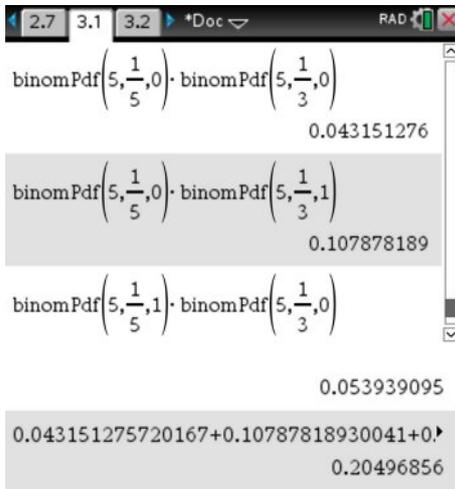 2.7 3.1 3.2 *Doc RAD
binomPdf(5,1/5,0)·binomPdf(5,1/3,0)
0.043151276
binomPdf(5,1/5,0)·binomPdf(5,1/3,1)
0.107878189
binomPdf(5,1/5,1)·binomPdf(5,1/3,0)
0.053939095
0.043151275720167+0.10787818930041+0.
0.20496856